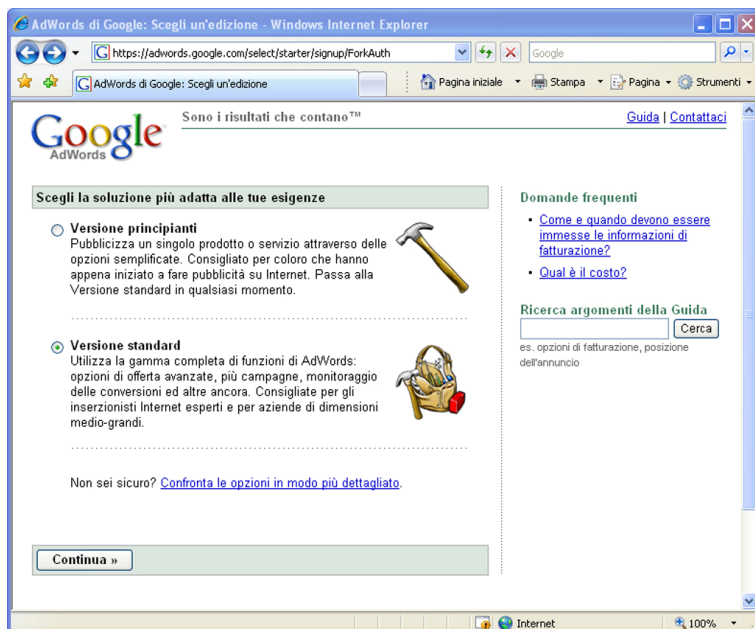 AdWords di Google: Scegli un'edizione - Windows Internet Explorer
https://adwords.google.com/select/starter/signup/ForkAuth
Google
AdWords di Google: Scegli un'edizione
Pagina iniziale
Stampa
Pagina
Strumenti
Google
AdWords
Sono i risultati che contano™
Guida | Contattaci
Scegli la soluzione più adatta alle tue esigenze
Versione principianti
Pubblicizza un singolo prodotto o servizio attraverso delle
opzioni semplificate. Consigliato per coloro che hanno
appena iniziato a fare pubblicità su Internet. Passa alla
Versione standard in qualsiasi momento.
Versione standard
Utilizza la gamma completa di funzioni di AdWords:
opzioni di offerta avanzate, più campagne, monitoraggio
delle conversioni ed altre ancora. Consigliate per gli
inserzionisti Internet esperti e per aziende di dimensioni
medio-grandi.
Non sei sicuro? Confronta le opzioni in modo più dettagliato.
Continua »
Domande frequenti
Come e quando devono essere
immesse le informazioni di
fatturazione?
Qual è il costo?
Ricerca argomenti della Guida
Cerca
es. opzioni di fatturazione, posizione
dell'annuncio
Internet
100%